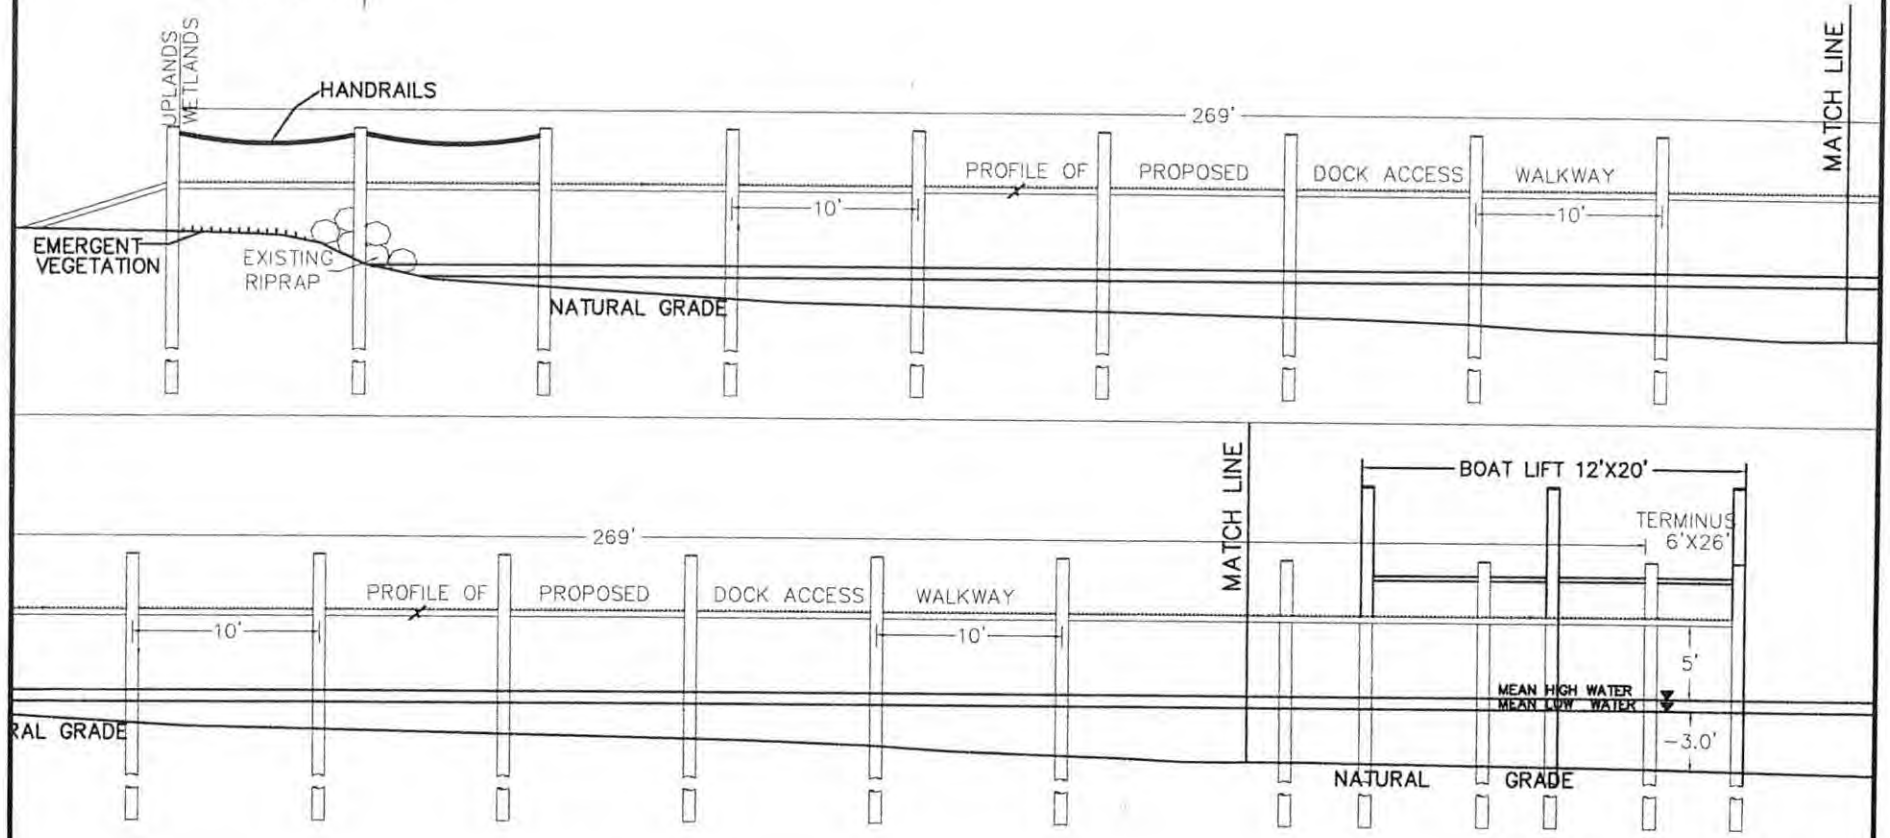 UPLANDS
WETLANDS
HANDRAILS
269'
MATCH LINE
PROFILE OF PROPOSED DOCK ACCESS WALKWAY
10'
10'
EMERGENT
VEGETATION
EXISTING
RIPRAP
NATURAL GRADE
MATCH LINE
BOAT LIFT 12'X20'
TERMINUS
6'X26'
269'
PROFILE OF PROPOSED DOCK ACCESS WALKWAY
10'
10'
5'
MEAN HIGH WATER
MEAN LOW WATER
RAL GRADE
-3.0'
NATURAL GRADE